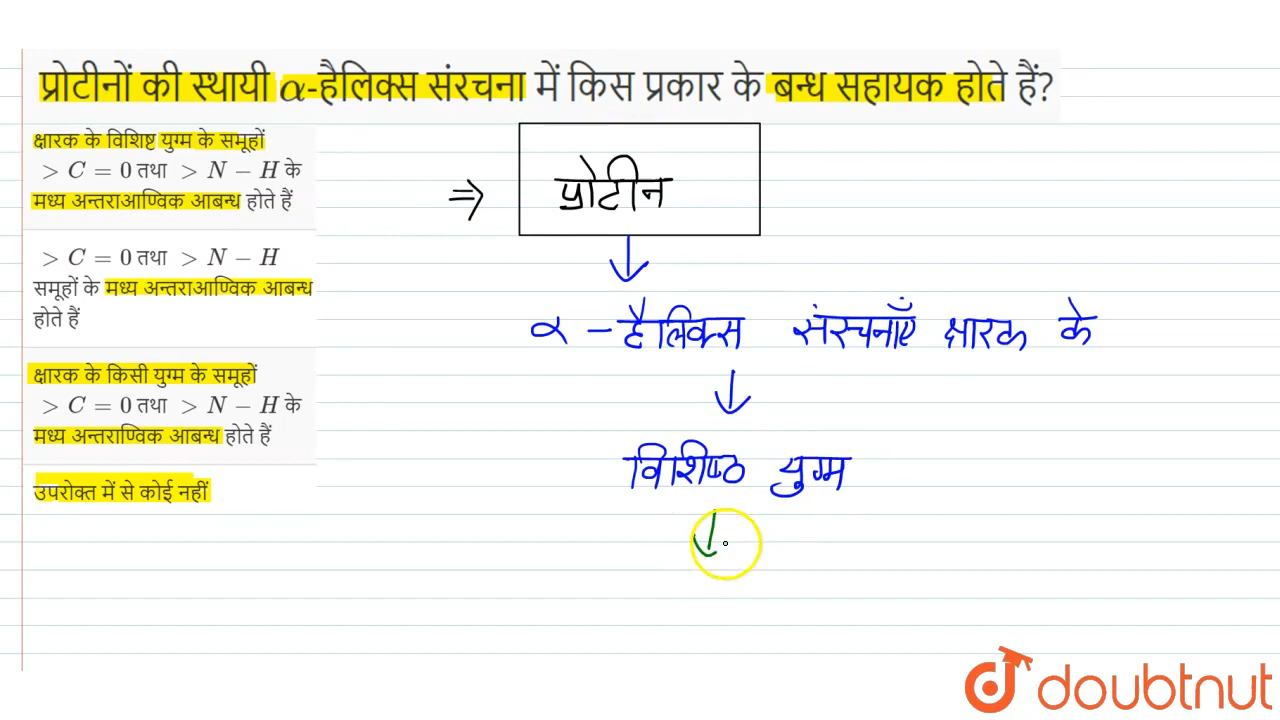 प्रोटीनों की स्थायी α-हैलिक्स संरचना में किस प्रकार के बन्ध सहायक होते हैं?
क्षारक के विशिष्ट युग्म के समूहों
> C = 0 तथा > N − H के
मध्य अन्तराआण्विक आबन्ध होते हैं
> C = 0 तथा > N − H
समूहों के मध्य अन्तराआण्विक आबन्ध
होते हैं
क्षारक के किसी युग्म के समूहों
> C = 0 तथा > N − H के
मध्य अन्तराण्विक आबन्ध होते हैं
उपरोक्त में से कोई नहीं
⇒ प्रोटीन
↓
α – हैलिक्स संरचनाएँ क्षारक के
↓
विशिष्ठ युग्म
↓
doubtnut